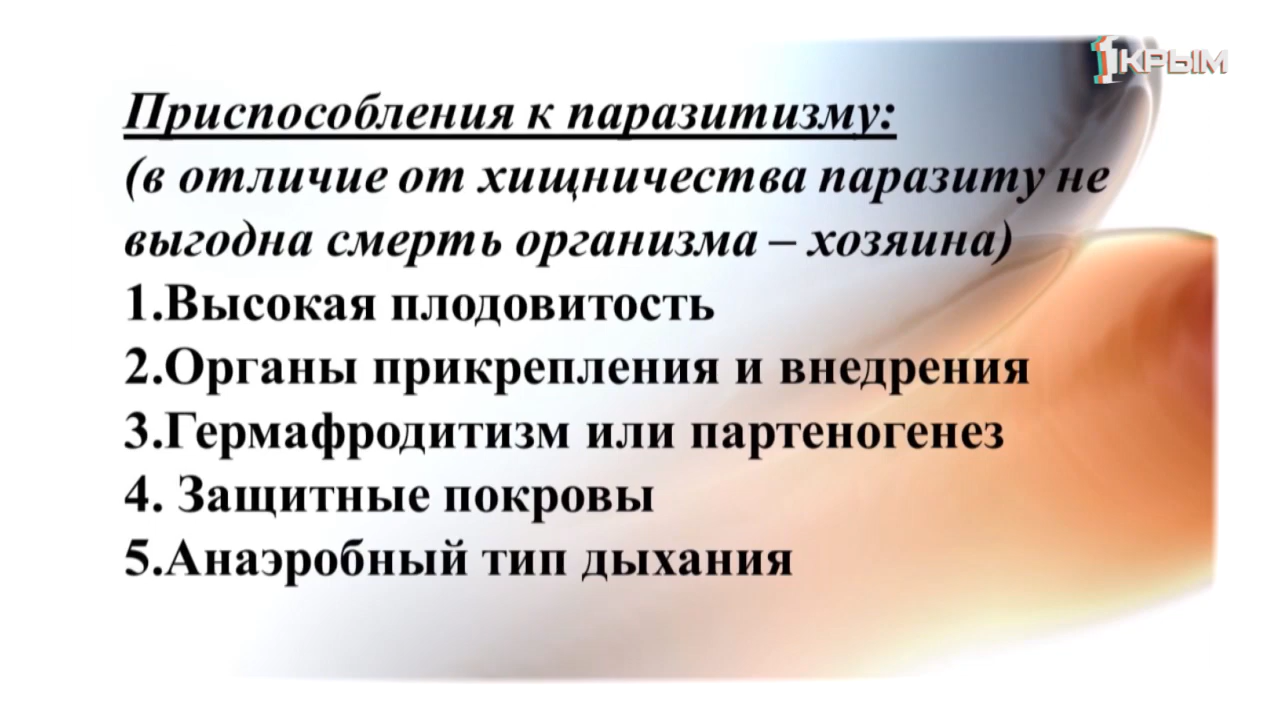 1КРЫМ
Приспособления к паразитизму:
(в отличие от хищничества паразиту не
выгодна смерть организма – хозяина)
1.Высокая плодовитость
2.Органы прикрепления и внедрения
3.Гермафродитизм или партеногенез
4. Защитные покровы
5.Анаэробный тип дыхания